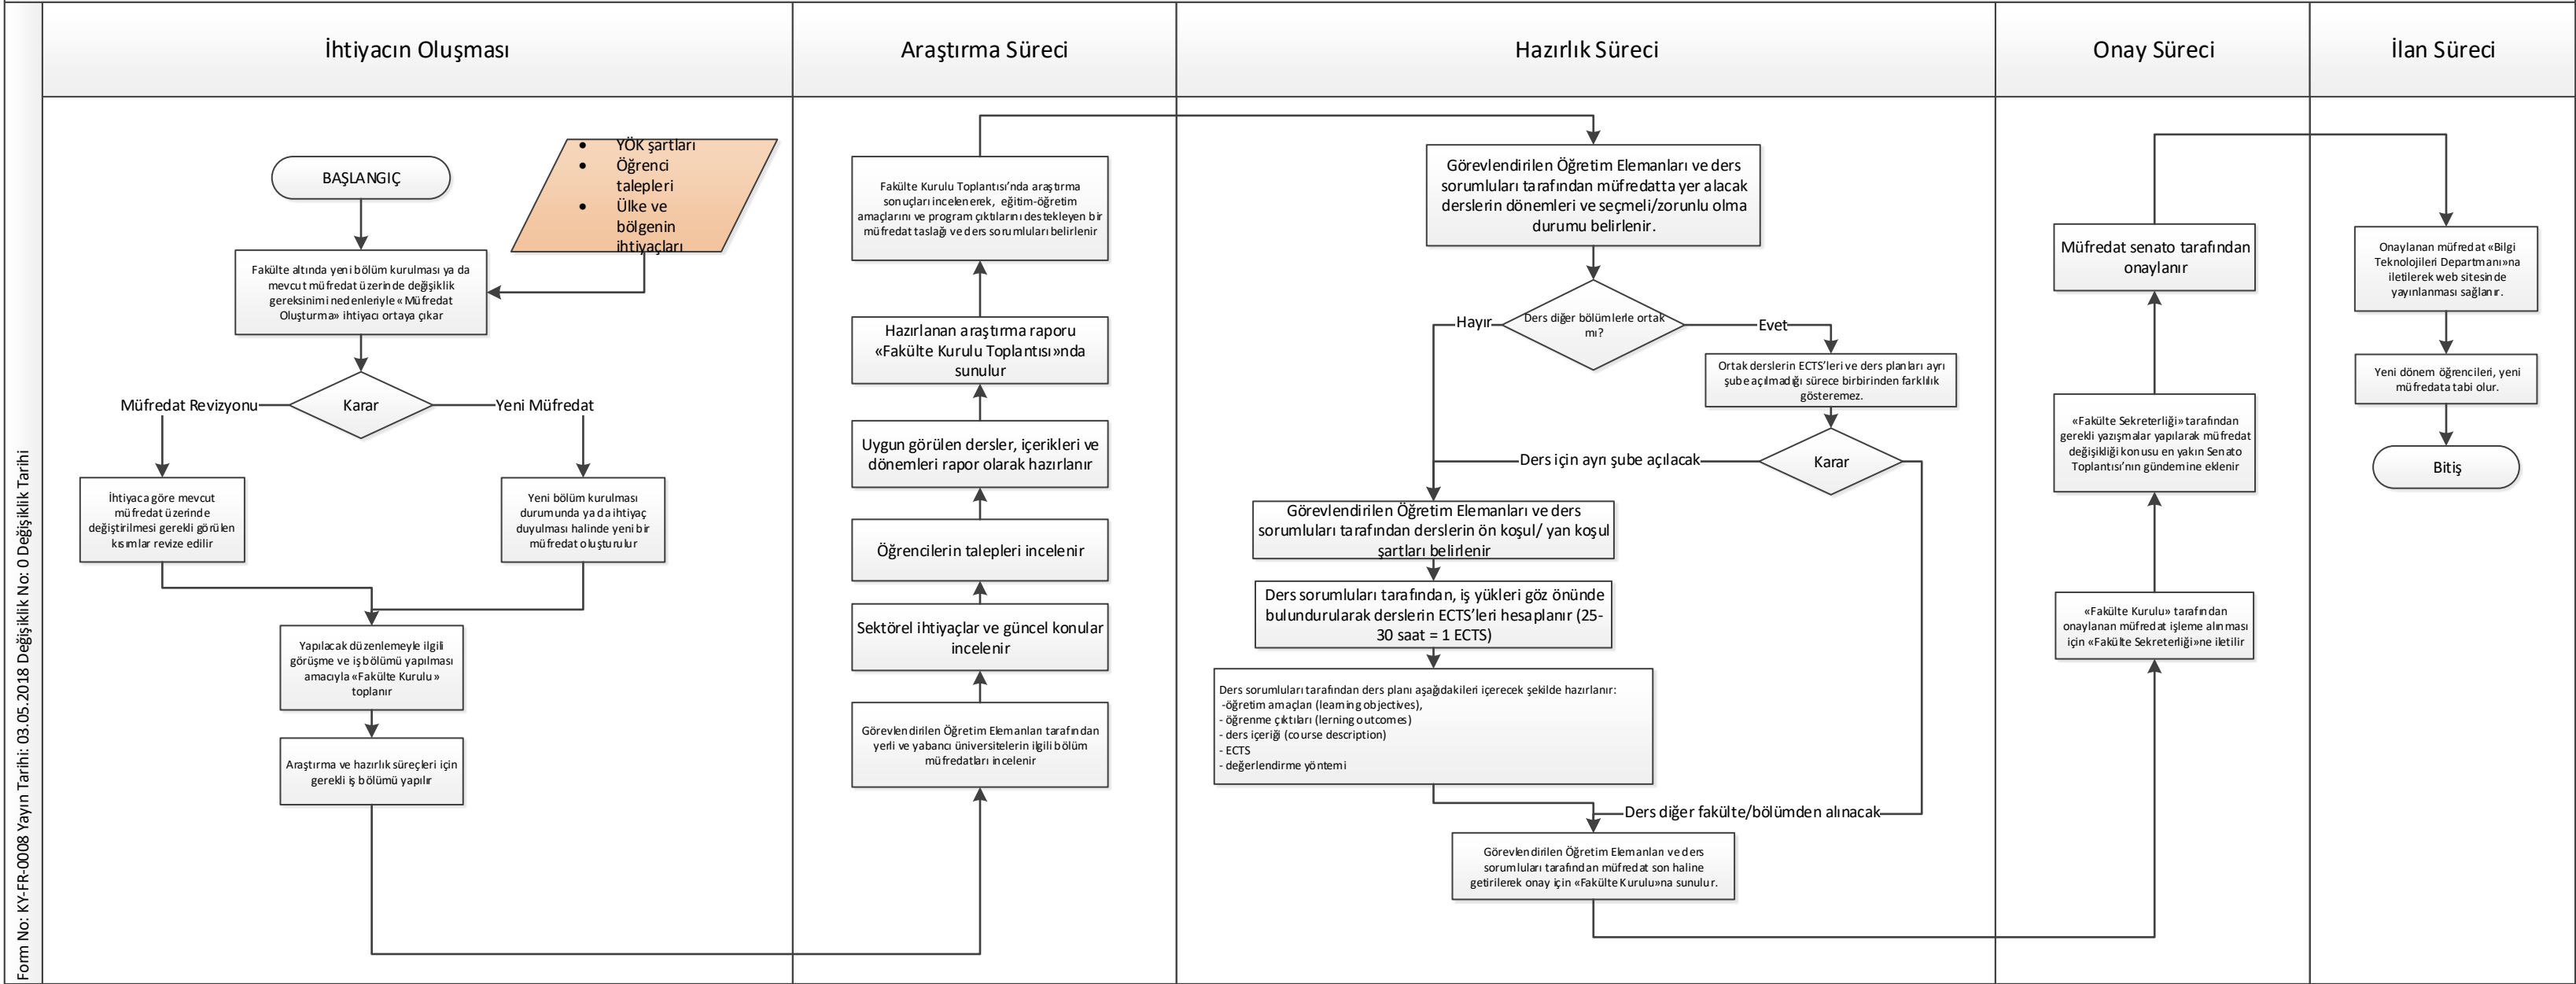 İhtiyacın Oluşması
Araştırma Süreci
Hazırlık Süreci
Onay Süreci
İlan Süreci
Form No: KY-FR-0008 Yayın Tarihi: 03.05.2018 Değişiklik No: 0 Değişiklik Tarihi
BAŞLANGIÇ
• YÖK şartları
• Öğrenci
talepleri
• Ülke ve
bölgenin
ihtiyaçları
Fakülte altında yeni bölüm kurulması ya da
mevcut müfredat üzerinde değişiklik
gereksinimi nedenleriyle «Müfredat
Oluşturma» ihtiyacı ortaya çıkar
Karar
Müfredat Revizyonu
Yeni Müfredat
İhtiyaca göre mevcut
müfredat üzerinde
değiştirilmesi gerekli görülen
kısımlar revize edilir
Yeni bölüm kurulması
durumunda ya da ihtiyaç
duyulması halinde yeni bir
müfredat oluşturulur
Yapılacak düzenlemeyle ilgili
görüşme ve iş bölümü yapılması
amacıyla «Fakülte Kurulu»
toplanır
Araştırma ve hazırlık süreçleri için
gerekli iş bölümü yapılır
Fakülte Kurulu Toplantısı’nda araştırma
sonuçları incelenerek, eğitim-öğretim
amaçlarını ve program çıktılarını destekleyen bir
müfredat taslağı ve ders sorumluları belirlenir
Hazırlanan araştırma raporu
«Fakülte Kurulu Toplantısı»nda
sunulur
Uygun görülen dersler, içerikleri ve
dönemleri rapor olarak hazırlanır
Öğrencilerin talepleri incelenir
Sektörel ihtiyaçlar ve güncel konular
incelenir
Görevlendirilen Öğretim Elemanları tarafından
yerli ve yabancı üniversitelerin ilgili bölüm
müfredatları incelenir
Görevlendirilen Öğretim Elemanları ve ders
sorumluları tarafından müfredatta yer alacak
derslerin dönemleri ve seçmeli/zorunlu olma
durumu belirlenir.
Ders diğer bölümlerle ortak
mı?
Hayır
Evet
Ortak derslerin ECTS’leri ve ders planları ayrı
şube açılmadığı sürece birbirinden farklılık
gösteremez.
Karar
Ders için ayrı şube açılacak
Görevlendirilen Öğretim Elemanları ve ders
sorumluları tarafından derslerin ön koşul/ yan koşul
şartları belirlenir
Ders sorumluları tarafından, iş yükleri göz önünde
bulundurularak derslerin ECTS’leri hesaplanır (25-
30 saat = 1 ECTS)
Ders sorumluları tarafından ders planı aşağıdakileri içerecek şekilde hazırlanır:
-öğretim amaçları (learning objectives),
- öğrenme çıktıları (lerning outcomes)
- ders içeriği (course description)
- ECTS
- değerlendirme yöntemi
Ders diğer fakülte/bölümden alınacak
Görevlendirilen Öğretim Elemanları ve ders
sorumluları tarafından müfredat son haline
getirilerek onay için «Fakülte Kurulu»na sunulur.
Müfredat senato tarafından
onaylanır
«Fakülte Sekreterliği» tarafından
gerekli yazışmalar yapılarak müfredat
değişikliği konusu en yakın Senato
Toplantısı’nın gündemine eklenir
«Fakülte Kurulu» tarafından
onaylanan müfredat işleme alınması
için «Fakülte Sekreterliği»ne iletilir
Onaylanan müfredat «Bilgi
Teknolojileri Departmanı»na
iletilerek web sitesinde
yayınlanması sağlanır.
Yeni dönem öğrencileri, yeni
müfredata tabi olur.
Bitiş